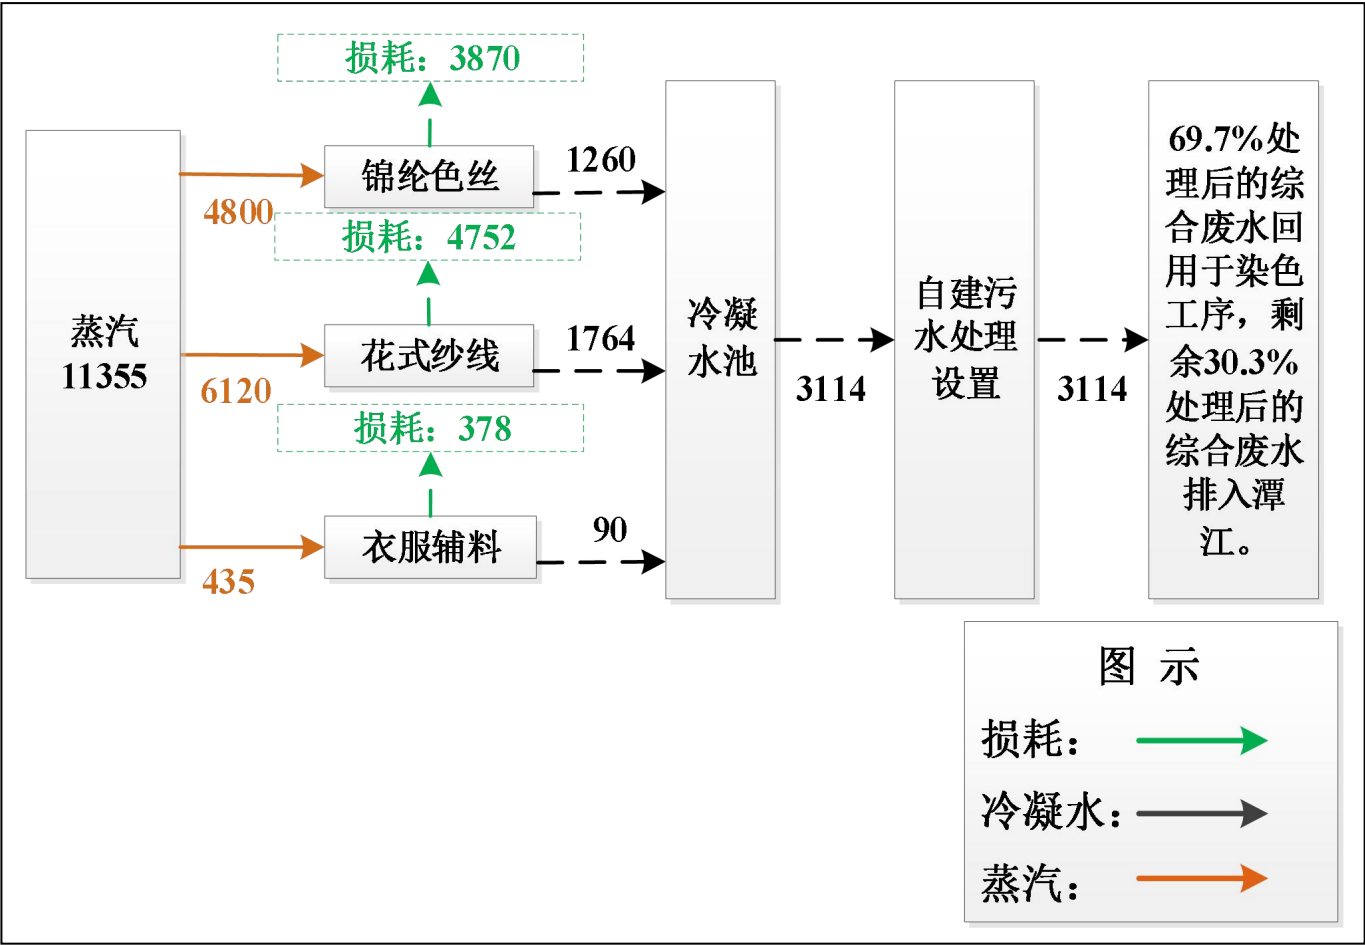 损耗：3870
锦纶色丝
1260
4800
损耗：4752
蒸汽
11355
花式纱线
1764
6120
损耗：378
衣服辅料
90
435
冷凝
水池
3114
自建污
水处理
设置
3114
69.7%处
理后的综
合废水回
用于染色
工序，剩
余30.3%
处理后的
综合废水
排入潭
江。
图 示
损耗：
冷凝水：
蒸汽：